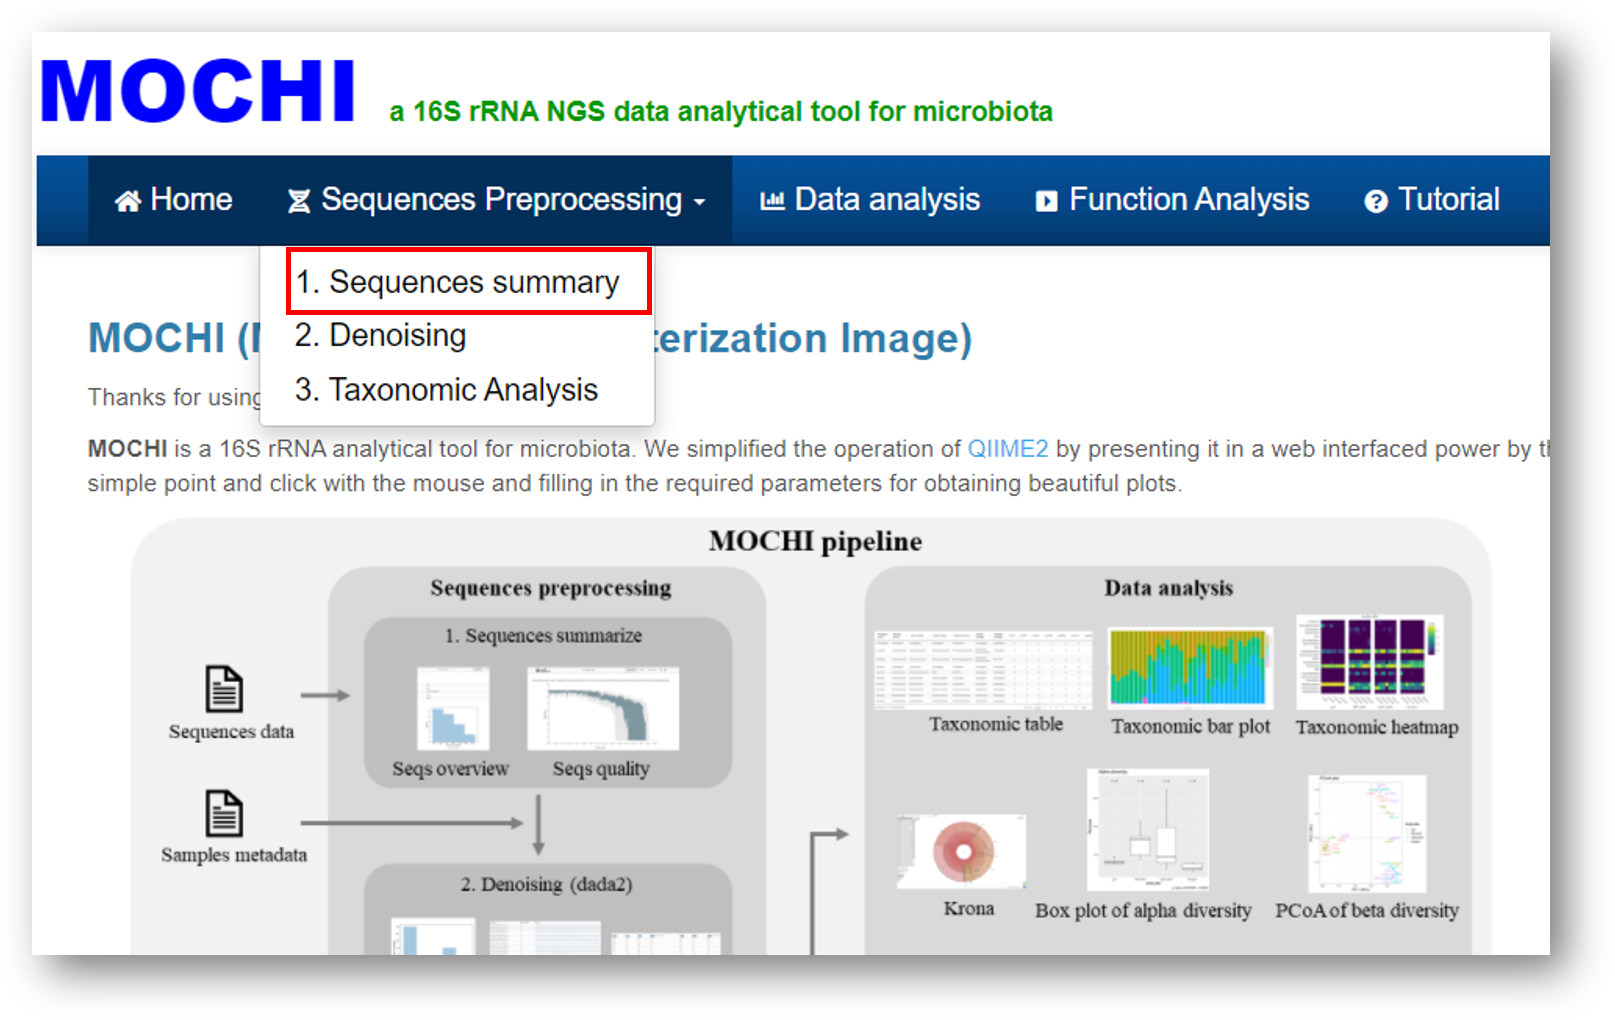 MOCHI a 16S rRNA NGS data analytical tool for microbiota
Home Sequences Preprocessing Data analysis Function Analysis Tutorial
1. Sequences summary
2. Denoising
3. Taxonomic Analysis
MOCHI ( terization Image)
Thanks for using
MOCHI is a 16S rRNA analytical tool for microbiota. We simplified the operation of QIIME2 by presenting it in a web interfaced power by
simple point and click with the mouse and filling in the required parameters for obtaining beautiful plots.
MOCHI pipeline
Sequences preprocessing
1. Sequences summarize
Sequences data
Seqs overview Seqs quality
Samples metadata
2. Denoising (dada2)
Data analysis
Taxonomic table Taxonomic bar plot Taxonomic heatmap
Krona Box plot of alpha diversity PCoA of beta diversity